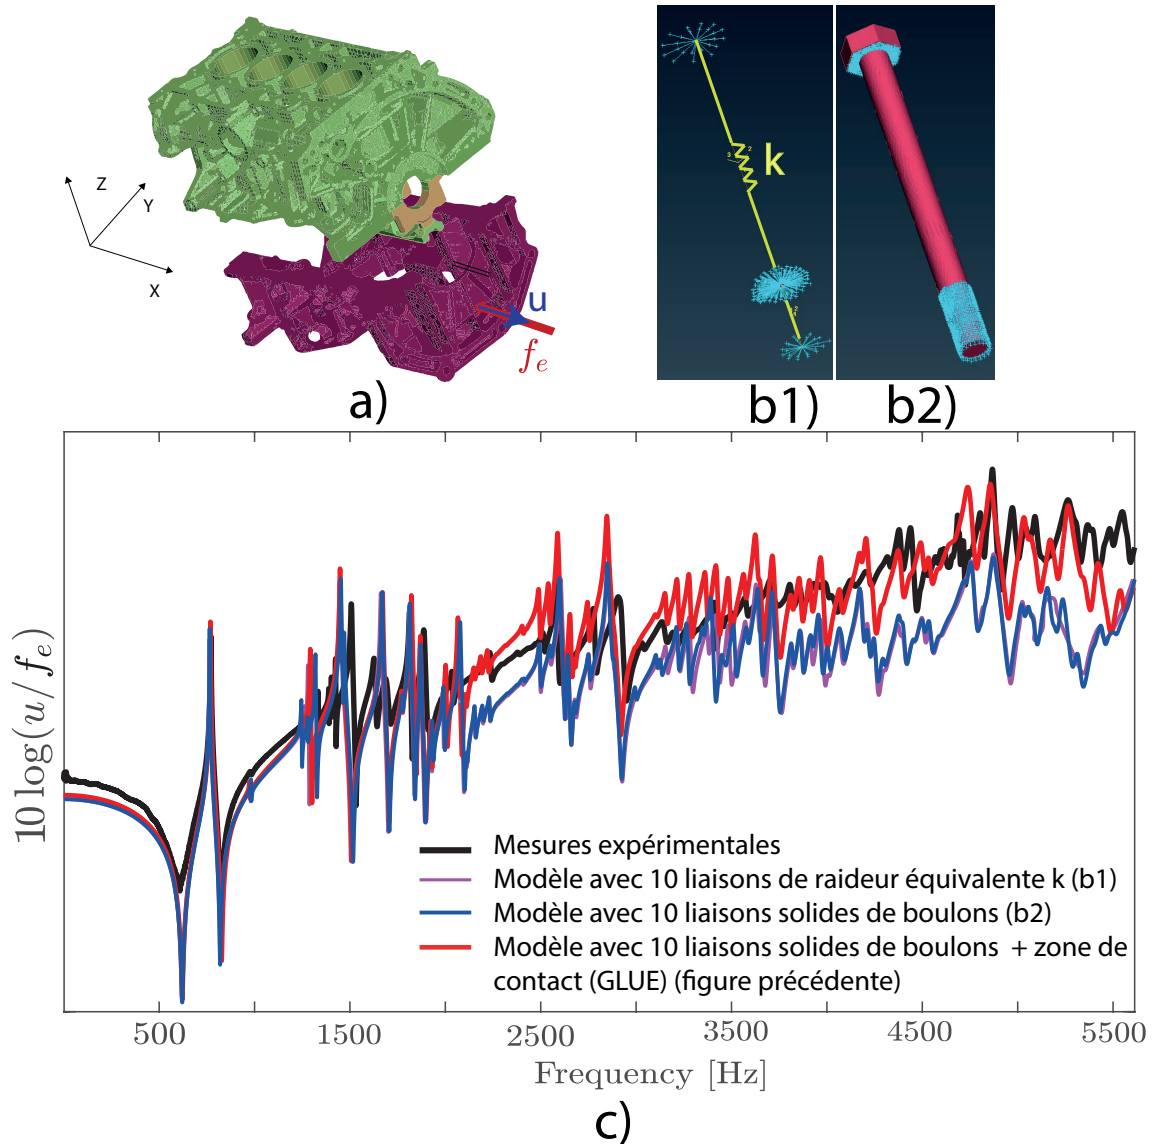 Z
Y
X
u
f_e
a)
k
2
3
b1)
b2)
10 log(u/f_e)
Mesures expérimentales
Modèle avec 10 liaisons de raideur équivalente k (b1)
Modèle avec 10 liaisons solides de boulons (b2)
Modèle avec 10 liaisons solides de boulons + zone de
contact (GLUE) (figure précédente)
500 1500 2500 3500 4500 5500
Frequency [Hz]
c)